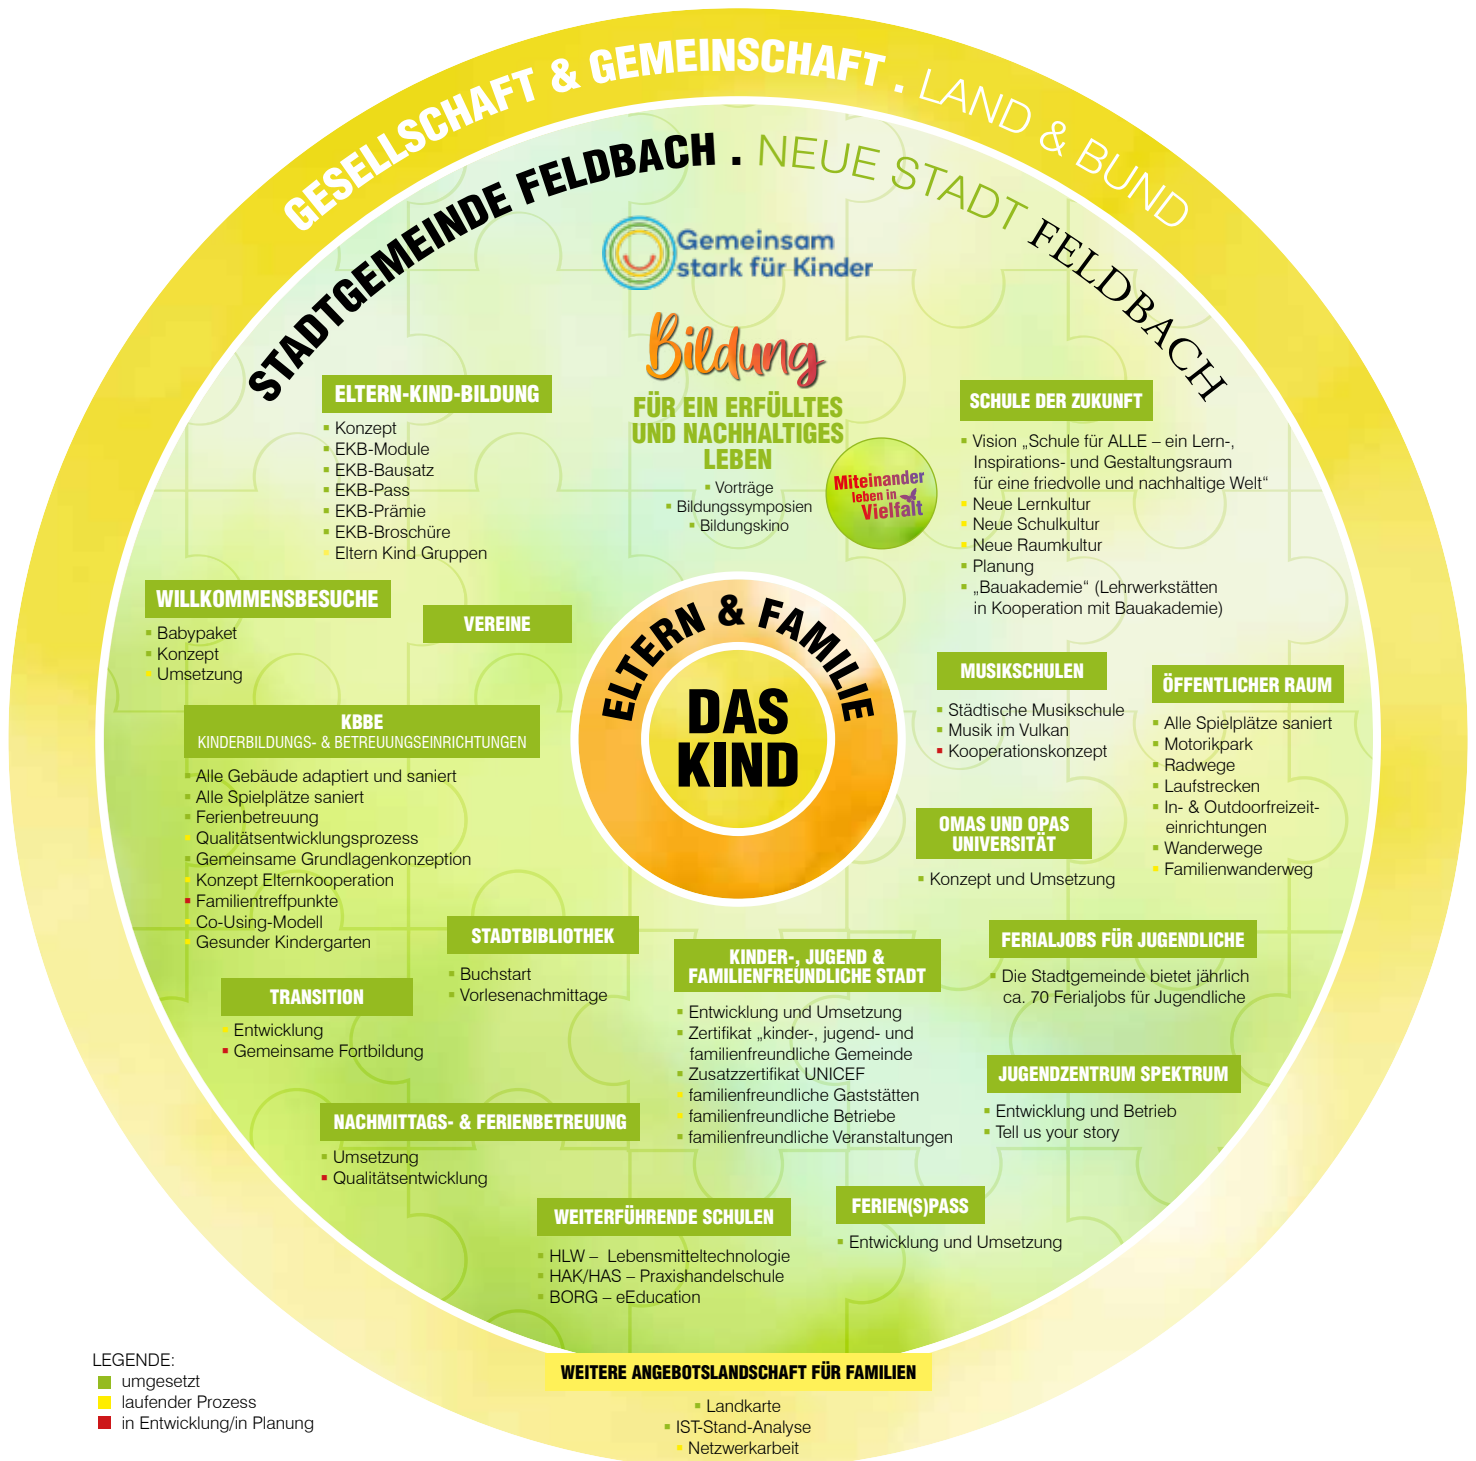 GESELLSCHAFT & GEMEINSCHAFT . LAND & BUND
STADTGEMEINDE FELDBACH . NEUE STADT FELDBACH
Gemeinsam
stark für Kinder
Bildung
FÜR EIN ERFÜLLTES
UND NACHHALTIGES
LEBEN
▪ Vorträge
▪ Bildungssymposien
▪ Bildungskino
Miteinander
leben in
Vielfalt
ELTERN-KIND-BILDUNG
▪ Konzept
▪ EKB-Module
▪ EKB-Bausatz
▪ EKB-Pass
▪ EKB-Prämie
▪ EKB-Broschüre
▪ Eltern Kind Gruppen
SCHULE DER ZUKUNFT
▪ Vision „Schule für ALLE – ein Lern-,
Inspirations- und Gestaltungsraum
für eine friedvolle und nachhaltige Welt“
▪ Neue Lernkultur
▪ Neue Schulkultur
▪ Neue Raumkultur
▪ Planung
▪ „Bauakademie“ (Lehrwerkstätten
in Kooperation mit Bauakademie)
WILLKOMMENSBESUCHE
▪ Babypaket
▪ Konzept
▪ Umsetzung
VEREINE
ELTERN & FAMILIE
DAS
KIND
MUSIKSCHULEN
▪ Städtische Musikschule
▪ Musik im Vulkan
▪ Kooperationskonzept
ÖFFENTLICHER RAUM
▪ Alle Spielplätze saniert
▪ Motorikpark
▪ Radwege
▪ Laufstrecken
▪ In- & Outdoorfreizeit-
einrichtungen
▪ Wanderwege
▪ Familienwanderweg
KBBE
KINDERBILDUNGS- & BETREUUNGSEINRICHTUNGEN
▪ Alle Gebäude adaptiert und saniert
▪ Alle Spielplätze saniert
▪ Ferienbetreuung
▪ Qualitätsentwicklungsprozess
▪ Gemeinsame Grundlagenkonzeption
▪ Konzept Elternkooperation
▪ Familientreffpunkte
▪ Co-Using-Modell
▪ Gesunder Kindergarten
OMAS UND OPAS
UNIVERSITÄT
▪ Konzept und Umsetzung
STADTBIBLIOTHEK
▪ Buchstart
▪ Vorlesenachmittage
KINDER-, JUGEND &
FAMILIENFREUNDLICHE STADT
▪ Entwicklung und Umsetzung
▪ Zertifikat „kinder-, jugend- und
familienfreundliche Gemeinde
▪ Zusatzzertifikat UNICEF
▪ familienfreundliche Gaststätten
▪ familienfreundliche Betriebe
▪ familienfreundliche Veranstaltungen
FERIALJOBS FÜR JUGENDLICHE
▪ Die Stadtgemeinde bietet jährlich
ca. 70 Ferialjobs für Jugendliche
TRANSITION
▪ Entwicklung
▪ Gemeinsame Fortbildung
JUGENDZENTRUM SPEKTRUM
▪ Entwicklung und Betrieb
▪ Tell us your story
NACHMITTAGS- & FERIENBETREUUNG
▪ Umsetzung
▪ Qualitätsentwicklung
WEITERFÜHRENDE SCHULEN
▪ HLW – Lebensmitteltechnologie
▪ HAK/HAS – Praxishandelschule
▪ BORG – eEducation
FERIEN(S)PASS
▪ Entwicklung und Umsetzung
WEITERE ANGEBOTSLANDSCHAFT FÜR FAMILIEN
▪ Landkarte
▪ IST-Stand-Analyse
▪ Netzwerkarbeit
LEGENDE:
umgesetzt
laufender Prozess
in Entwicklung/in Planung